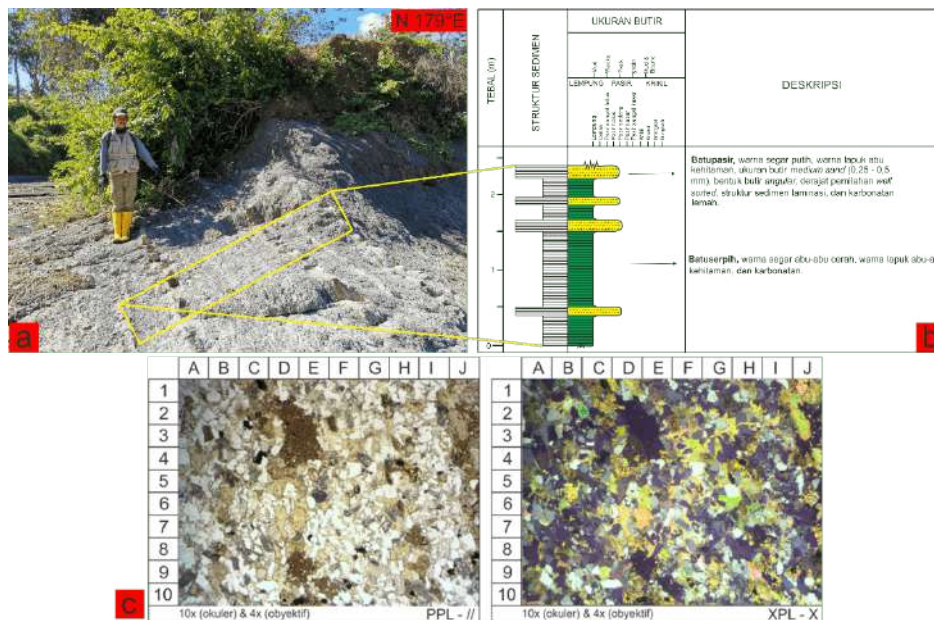 N 179°E
a
TEBAL (m)
STRUKTUR SEDIMEN
UKURAN BUTIR
LEMPUNG PASIR KRIKIL
DESKRIPSI
2
1
0
Batupasir, warna segar putih, warna lapuk abu
kehitaman, ukuran butir medium sand (0,25 - 0,5
mm), bentuk butir angular, derajat pemilahan well
sorted, struktur sedimen laminasi, dan karbonatan
lemah.
Batuserpih, warna segar abu-abu cerah, warna lapuk abu-a
kehitaman, dan karbonatan.
b
A B C D E F G H I J
1
2
3
4
5
6
7
8
9
10
10x (okuler) & 4x (obyektif) PPL - //
A B C D E F G H I J
1
2
3
4
5
6
7
8
9
10
10x (okuler) & 4x (obyektif) XPL - X
c